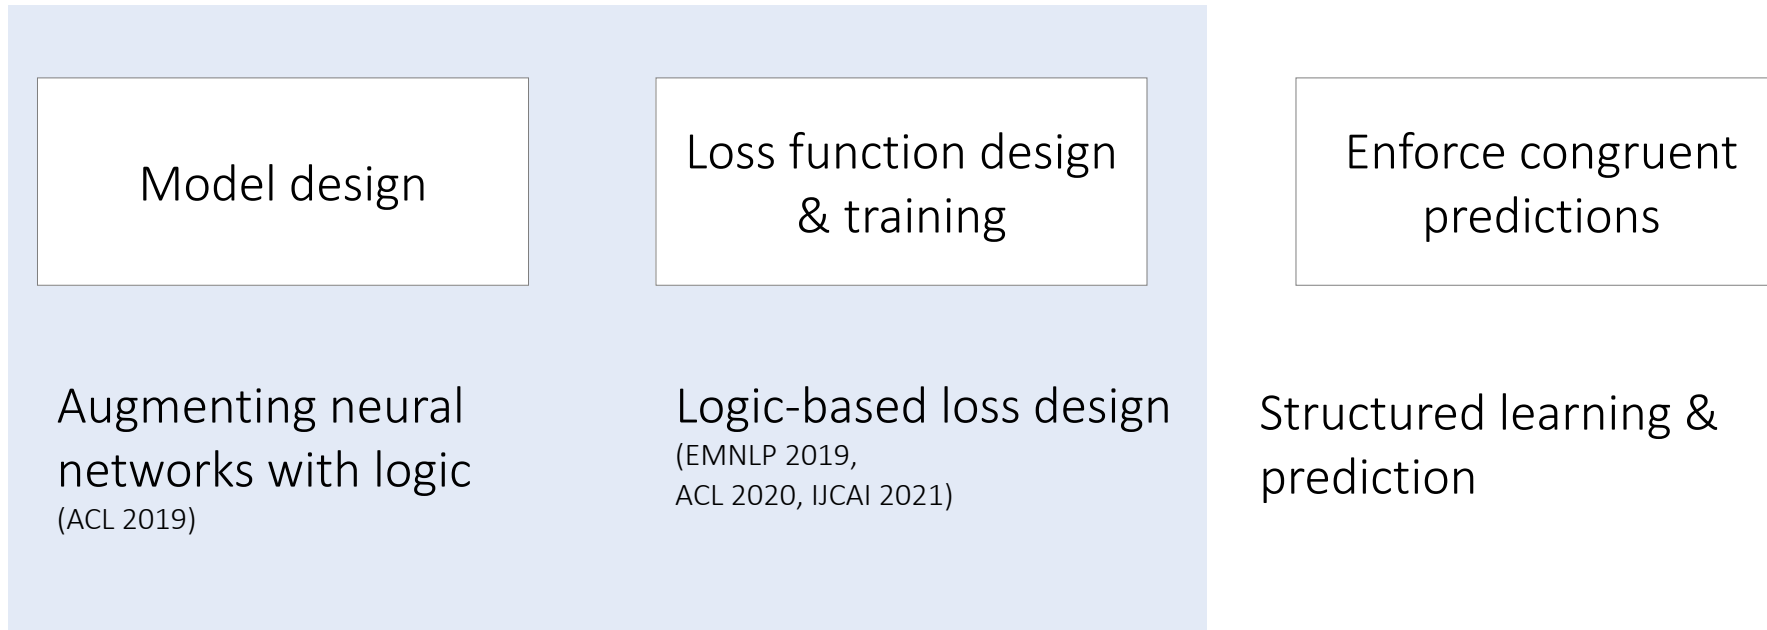 Model design
Loss function design
& training
Enforce congruent
predictions
Augmenting neural
networks with logic
(ACL 2019)
Logic-based loss design
(EMNLP 2019,
ACL 2020, IJCAI 2021)
Structured learning &
prediction